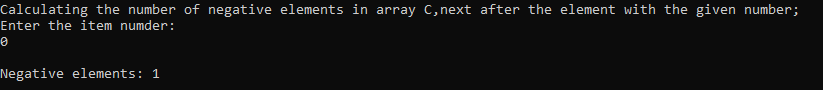 Calculating the number of negative elements in array C,next after the element with the given number;
Enter the item numder:
0
Negative elements: 1